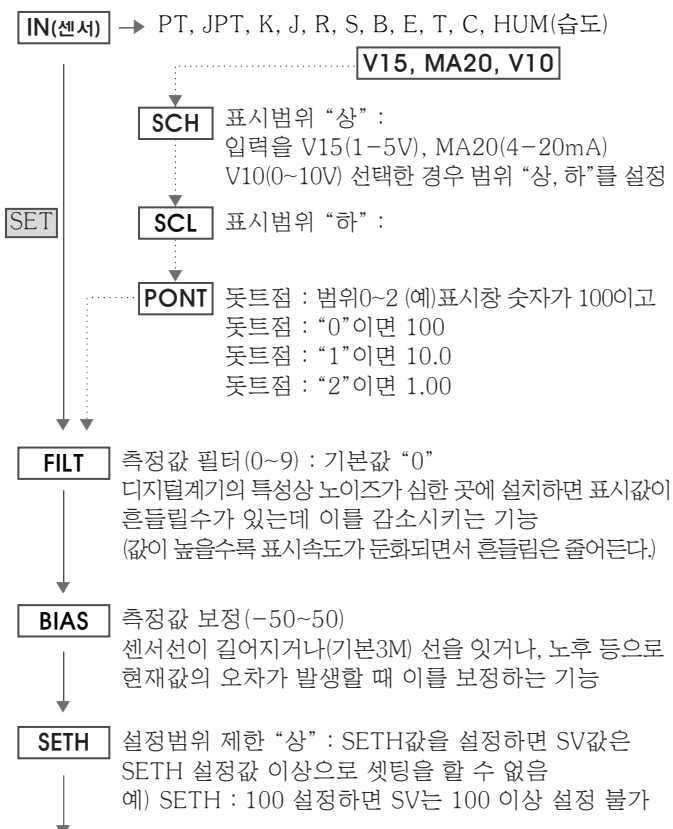 IN(센서) → PT, JPT, K, J, R, S, B, E, T, C, HUM(습도)
V15, MA20, V10
SCH 표시범위 “상” :
입력을 V15(1-5V), MA20(4-20mA)
V10(0~10V) 선택한 경우 범위 “상, 하”를 설정
SET
SCL 표시범위 “하” :
PONT 돗트점 : 범위0~2 (예)표시창 숫자가 100이고
돗트점 : “0”이면 100
돗트점 : “1”이면 10.0
돗트점 : “2”이면 1.00
FILT 측정값 필터(0~9) : 기본값 “0”
디지털계기의 특성상 노이즈가 심한 곳에 설치하면 표시값이
흔들릴수가 있는데 이를 감소시키는 기능
(값이 높을수록 표시속도가 둔화되면서 흔들림은 줄어든다.)
BIAS 측정값 보정(-50~50)
센서선이 길어지거나(기본3M) 선을 잇거나, 노후 등으로
현재값의 오차가 발생할 때 이를 보정하는 기능
SETH 설정범위 제한 “상” : SETH값을 설정하면 SV값은
SETH 설정값 이상으로 셋팅을 할 수 없음
예) SETH : 100 설정하면 SV는 100 이상 설정 불가